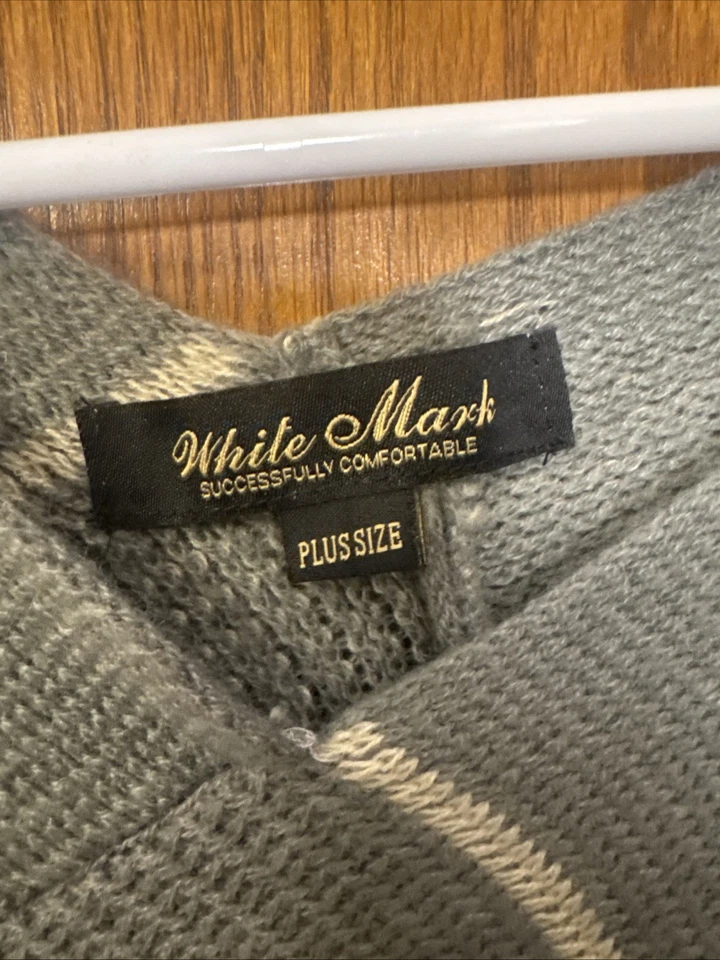 White Mark
SUCCESSFULLY COMFORTABLE
PLUS SIZE